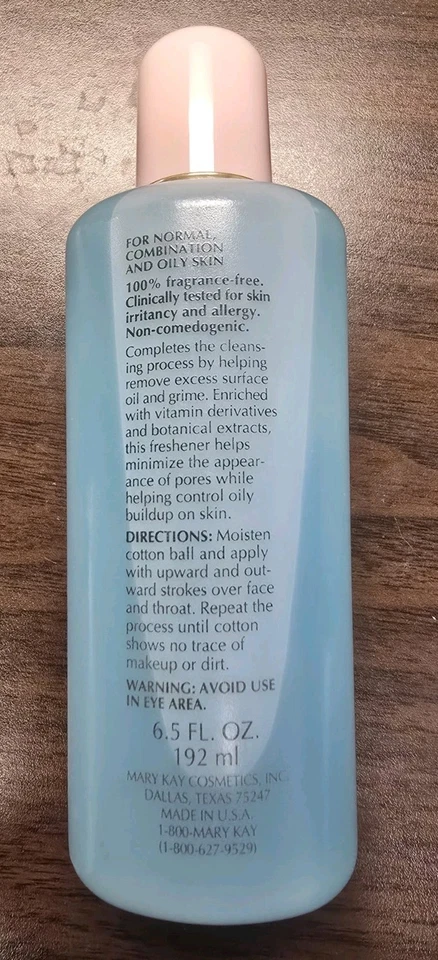 FOR NORMAL,
COMBINATION
AND OILY SKIN
100% fragrance-free.
Clinically tested for skin
irritancy and allergy.
Non-comedogenic.
Completes the cleans-
ing process by helping
remove excess surface
oil and grime. Enriched
with vitamin derivatives
and botanical extracts,
this freshener helps
minimize the appear-
ance of pores while
helping control oily
buildup on skin.
DIRECTIONS: Moisten
cotton ball and apply
with upward and out-
ward strokes over face
and throat. Repeat the
process until cotton
shows no trace of
makeup or dirt.
WARNING: AVOID USE
IN EYE AREA.
6.5 FL. OZ.
192 ml
MARY KAY COSMETICS, INC.
DALLAS, TEXAS 75247
MADE IN U.S.A.
1-800-MARY KAY
(1-800-627-9529)